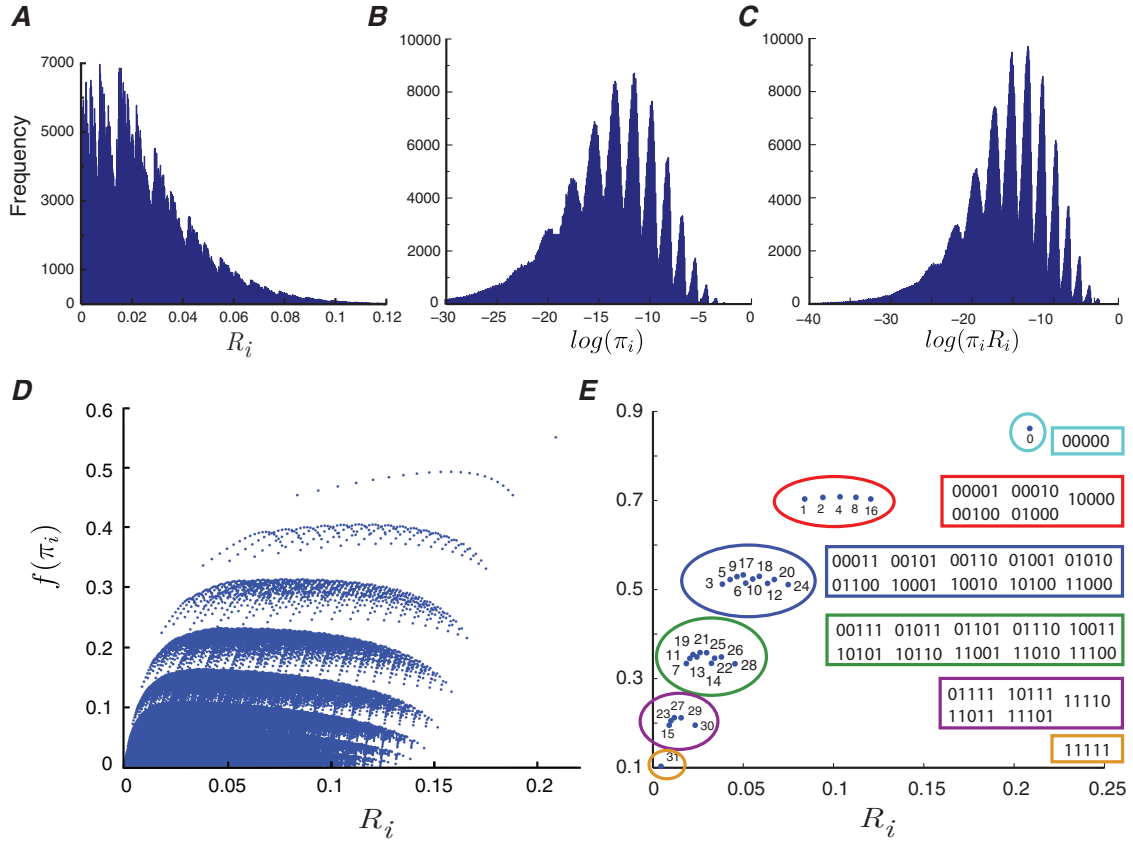 A
B
C
7000
5000
3000
1000
0
Frequency
0
0.02
0.04
0.06
0.08
0.10
0.12
R_i
10000
8000
6000
4000
2000
0
−30
−25
−20
−15
−10
−5
0
log(π_i)
10000
8000
6000
4000
2000
0
−40
−30
−20
−10
0
log(π_i R_i)
D
0.6
0.5
0.4
0.3
0.2
0.1
0
f(π_i)
0
0.05
0.1
0.15
0.2
R_i
E
0.9
0.7
0.5
0.3
0.1
0
0.05
0.1
0.15
0.2
0.25
R_i
0
00000
1 2 4 8 16
00001 00010 10000
00100 01000
3 5 9 17 18 20
6 10 12 24
00011 00101 00110 01001 01010
01100 10001 10010 10100 11000
19 21 25 26
11
7 13 22 28
14
00111 01011 01101 01110 10011
10101 10110 11001 11010 11100
23 27 29
15 30
01111 10111 11110
11011 11101
31
11111